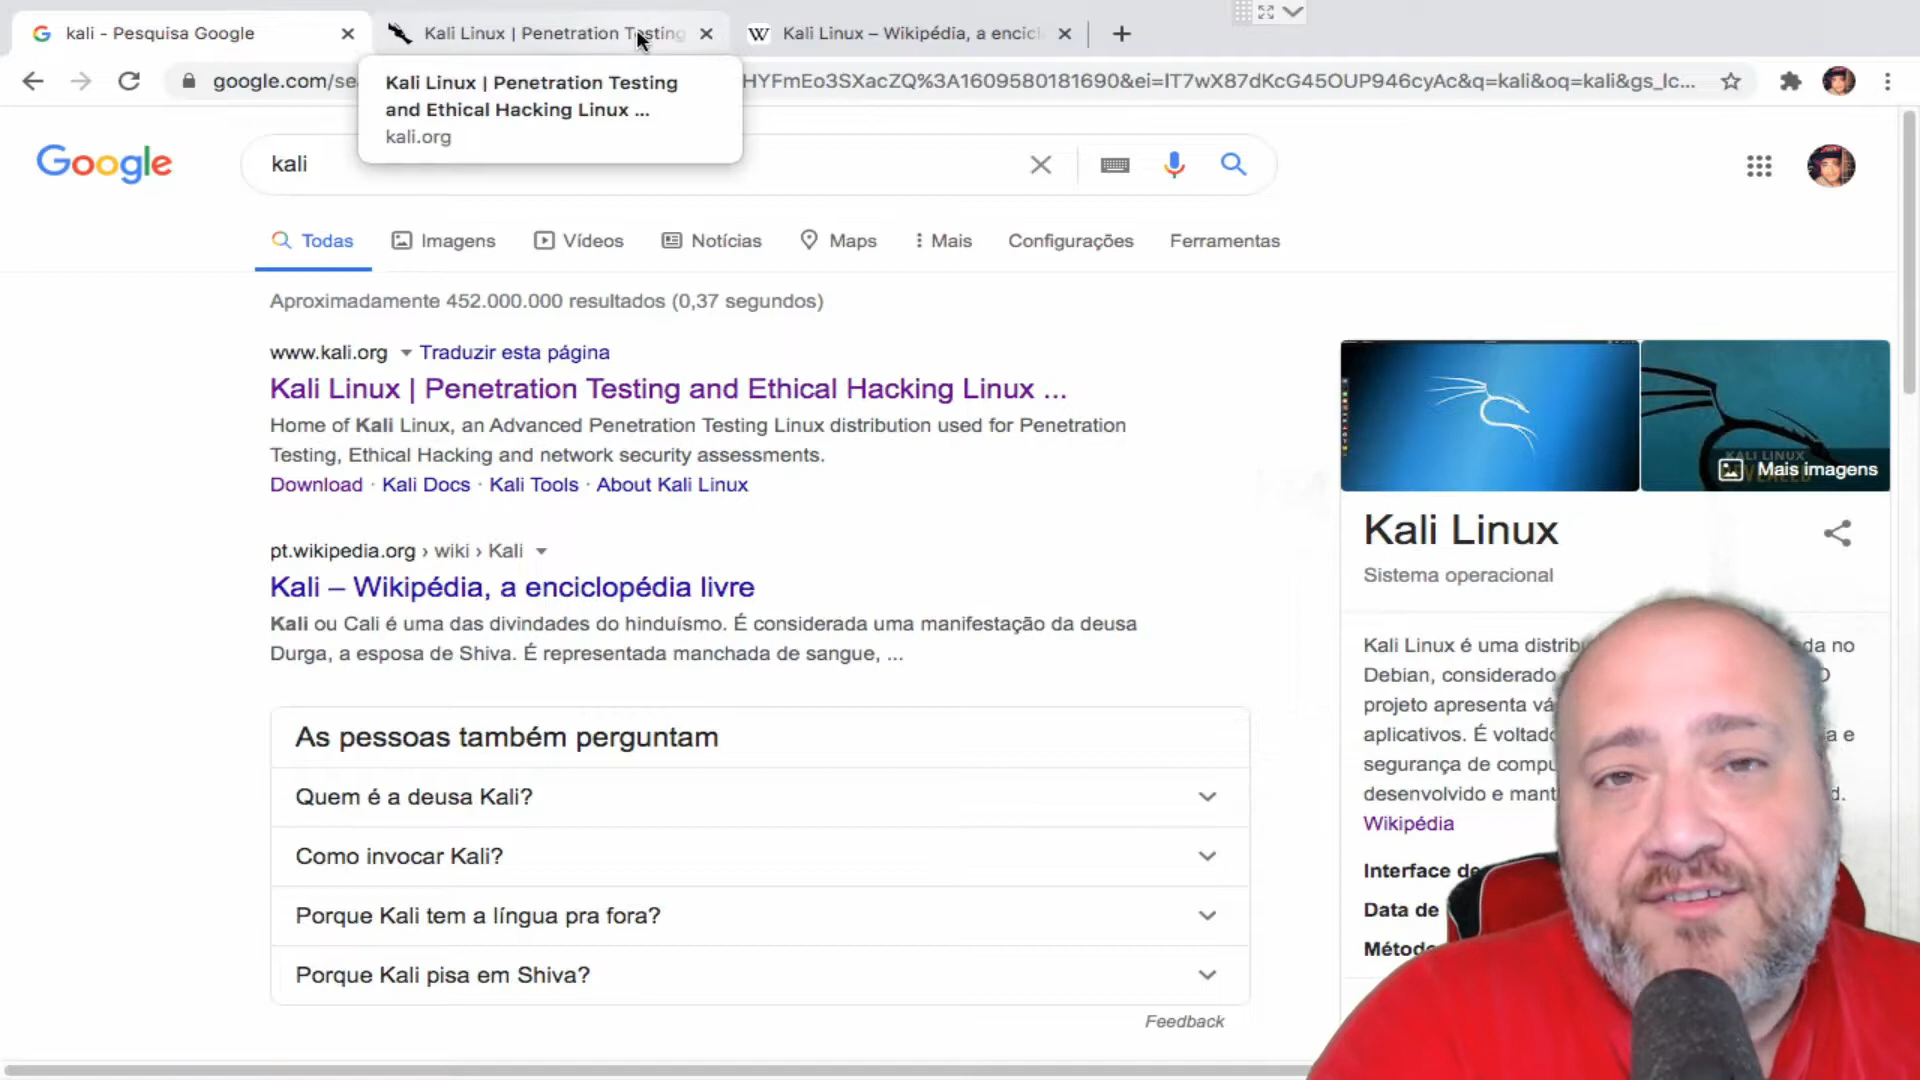 kali - Pesquisa Google
Kali Linux | Penetration Testing
Kali Linux – Wikipédia, a encicl
google.com/sea
HYFmEo3SXacZQ%3A1609580181690&ei=IT7wX87dKcG45OUP946cyAc&q=kali&oq=kali&gs_lc...
Kali Linux | Penetration Testing
and Ethical Hacking Linux ...
kali.org
Google
kali
Todas
Imagens
Vídeos
Notícias
Maps
Mais
Configurações
Ferramentas
Aproximadamente 452.000.000 resultados (0,37 segundos)
www.kali.org
Traduzir esta página
Kali Linux | Penetration Testing and Ethical Hacking Linux ...
Home of Kali Linux, an Advanced Penetration Testing Linux distribution used for Penetration
Testing, Ethical Hacking and network security assessments.
Download · Kali Docs · Kali Tools · About Kali Linux
pt.wikipedia.org › wiki › Kali
Kali – Wikipédia, a enciclopédia livre
Kali ou Cali é uma das divindades do hinduísmo. É considerada uma manifestação da deusa
Durga, a esposa de Shiva. É representada manchada de sangue, ...
As pessoas também perguntam
Quem é a deusa Kali?
Como invocar Kali?
Porque Kali tem a língua pra fora?
Porque Kali pisa em Shiva?
Feedback
KALI LINUX
Mais imagens
Kali Linux
Sistema operacional
Kali Linux é uma distribu da no
Debian, considerado O
projeto apresenta vá
aplicativos. É voltado a e
segurança de compu
desenvolvido e mant d.
Wikipédia
Interface de
Data de
Método